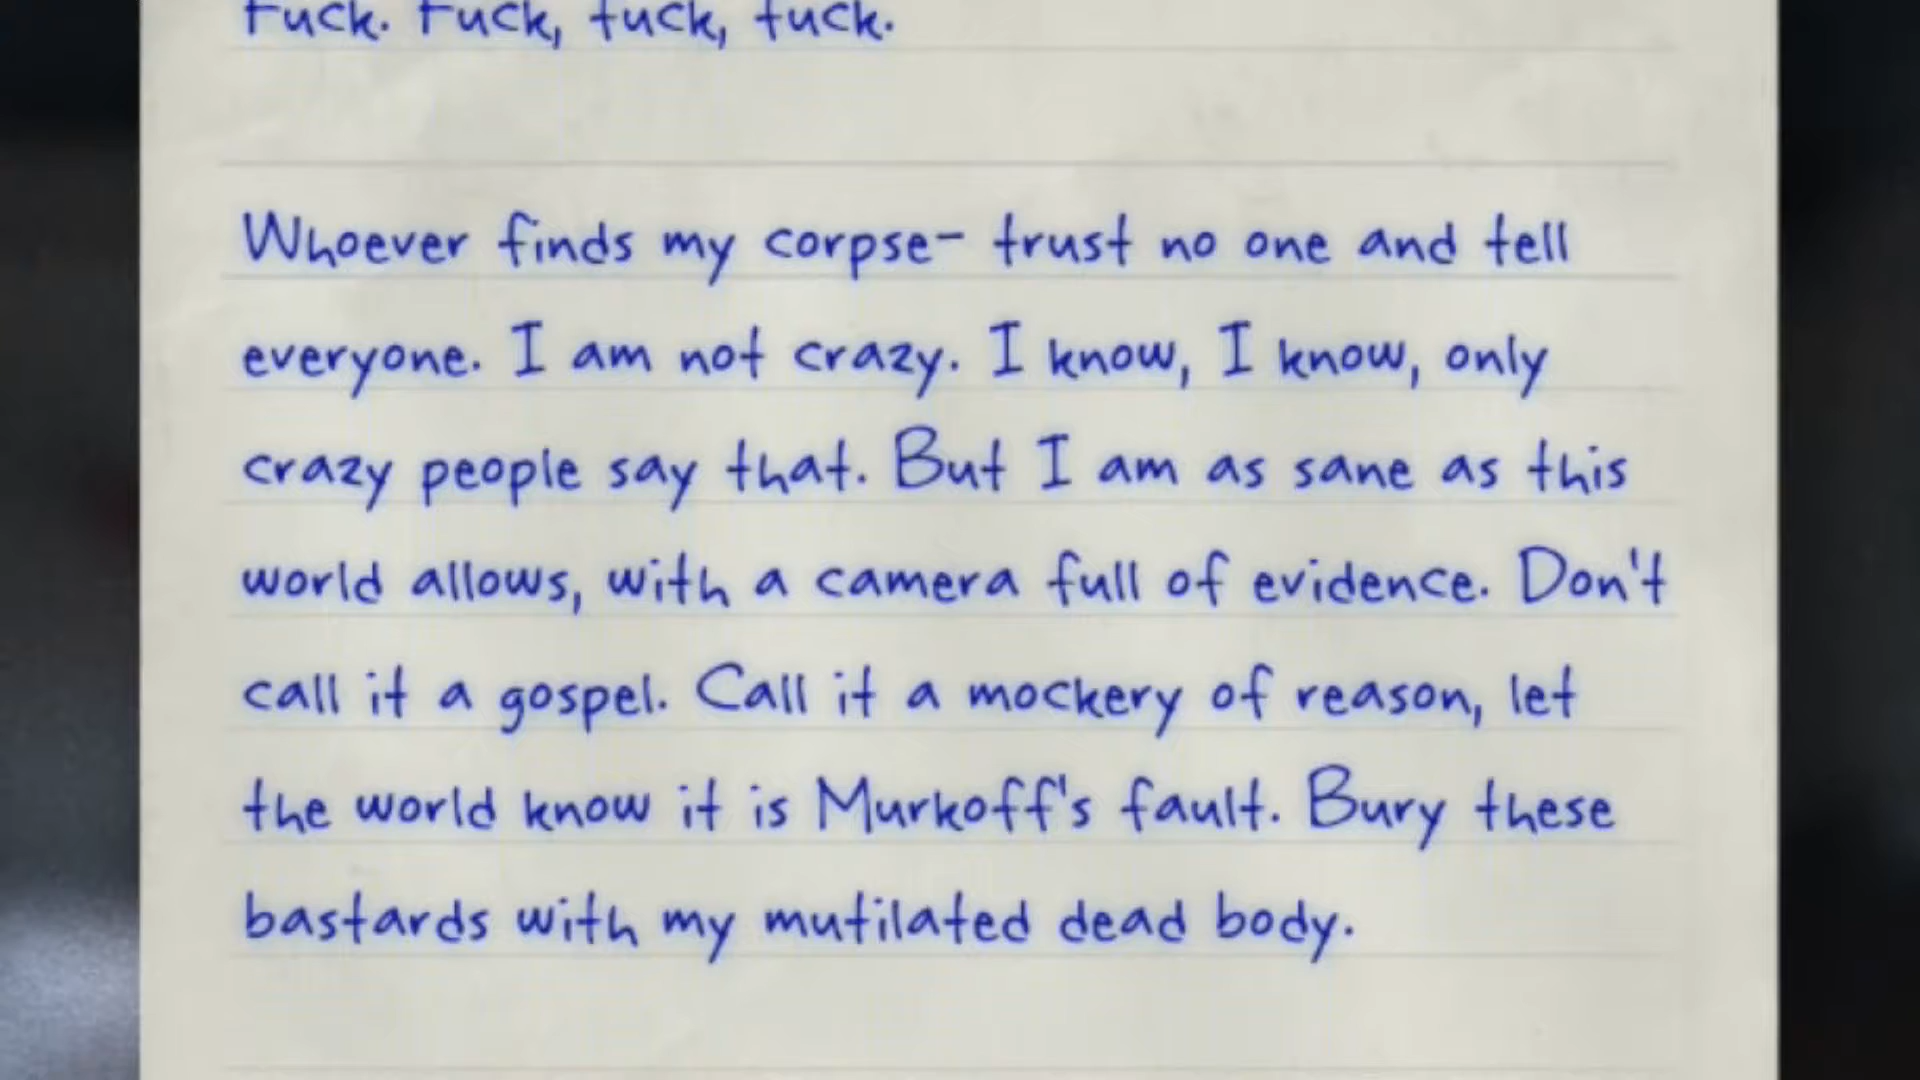 Fuck. Fuck, fuck, fuck.
Whoever finds my corpse- trust no one and tell
everyone. I am not crazy. I know, I know, only
crazy people say that. But I am as sane as this
world allows, with a camera full of evidence. Don't
call it a gospel. Call it a mockery of reason, let
the world know it is Murkoff's fault. Bury these
bastards with my mutilated dead body.